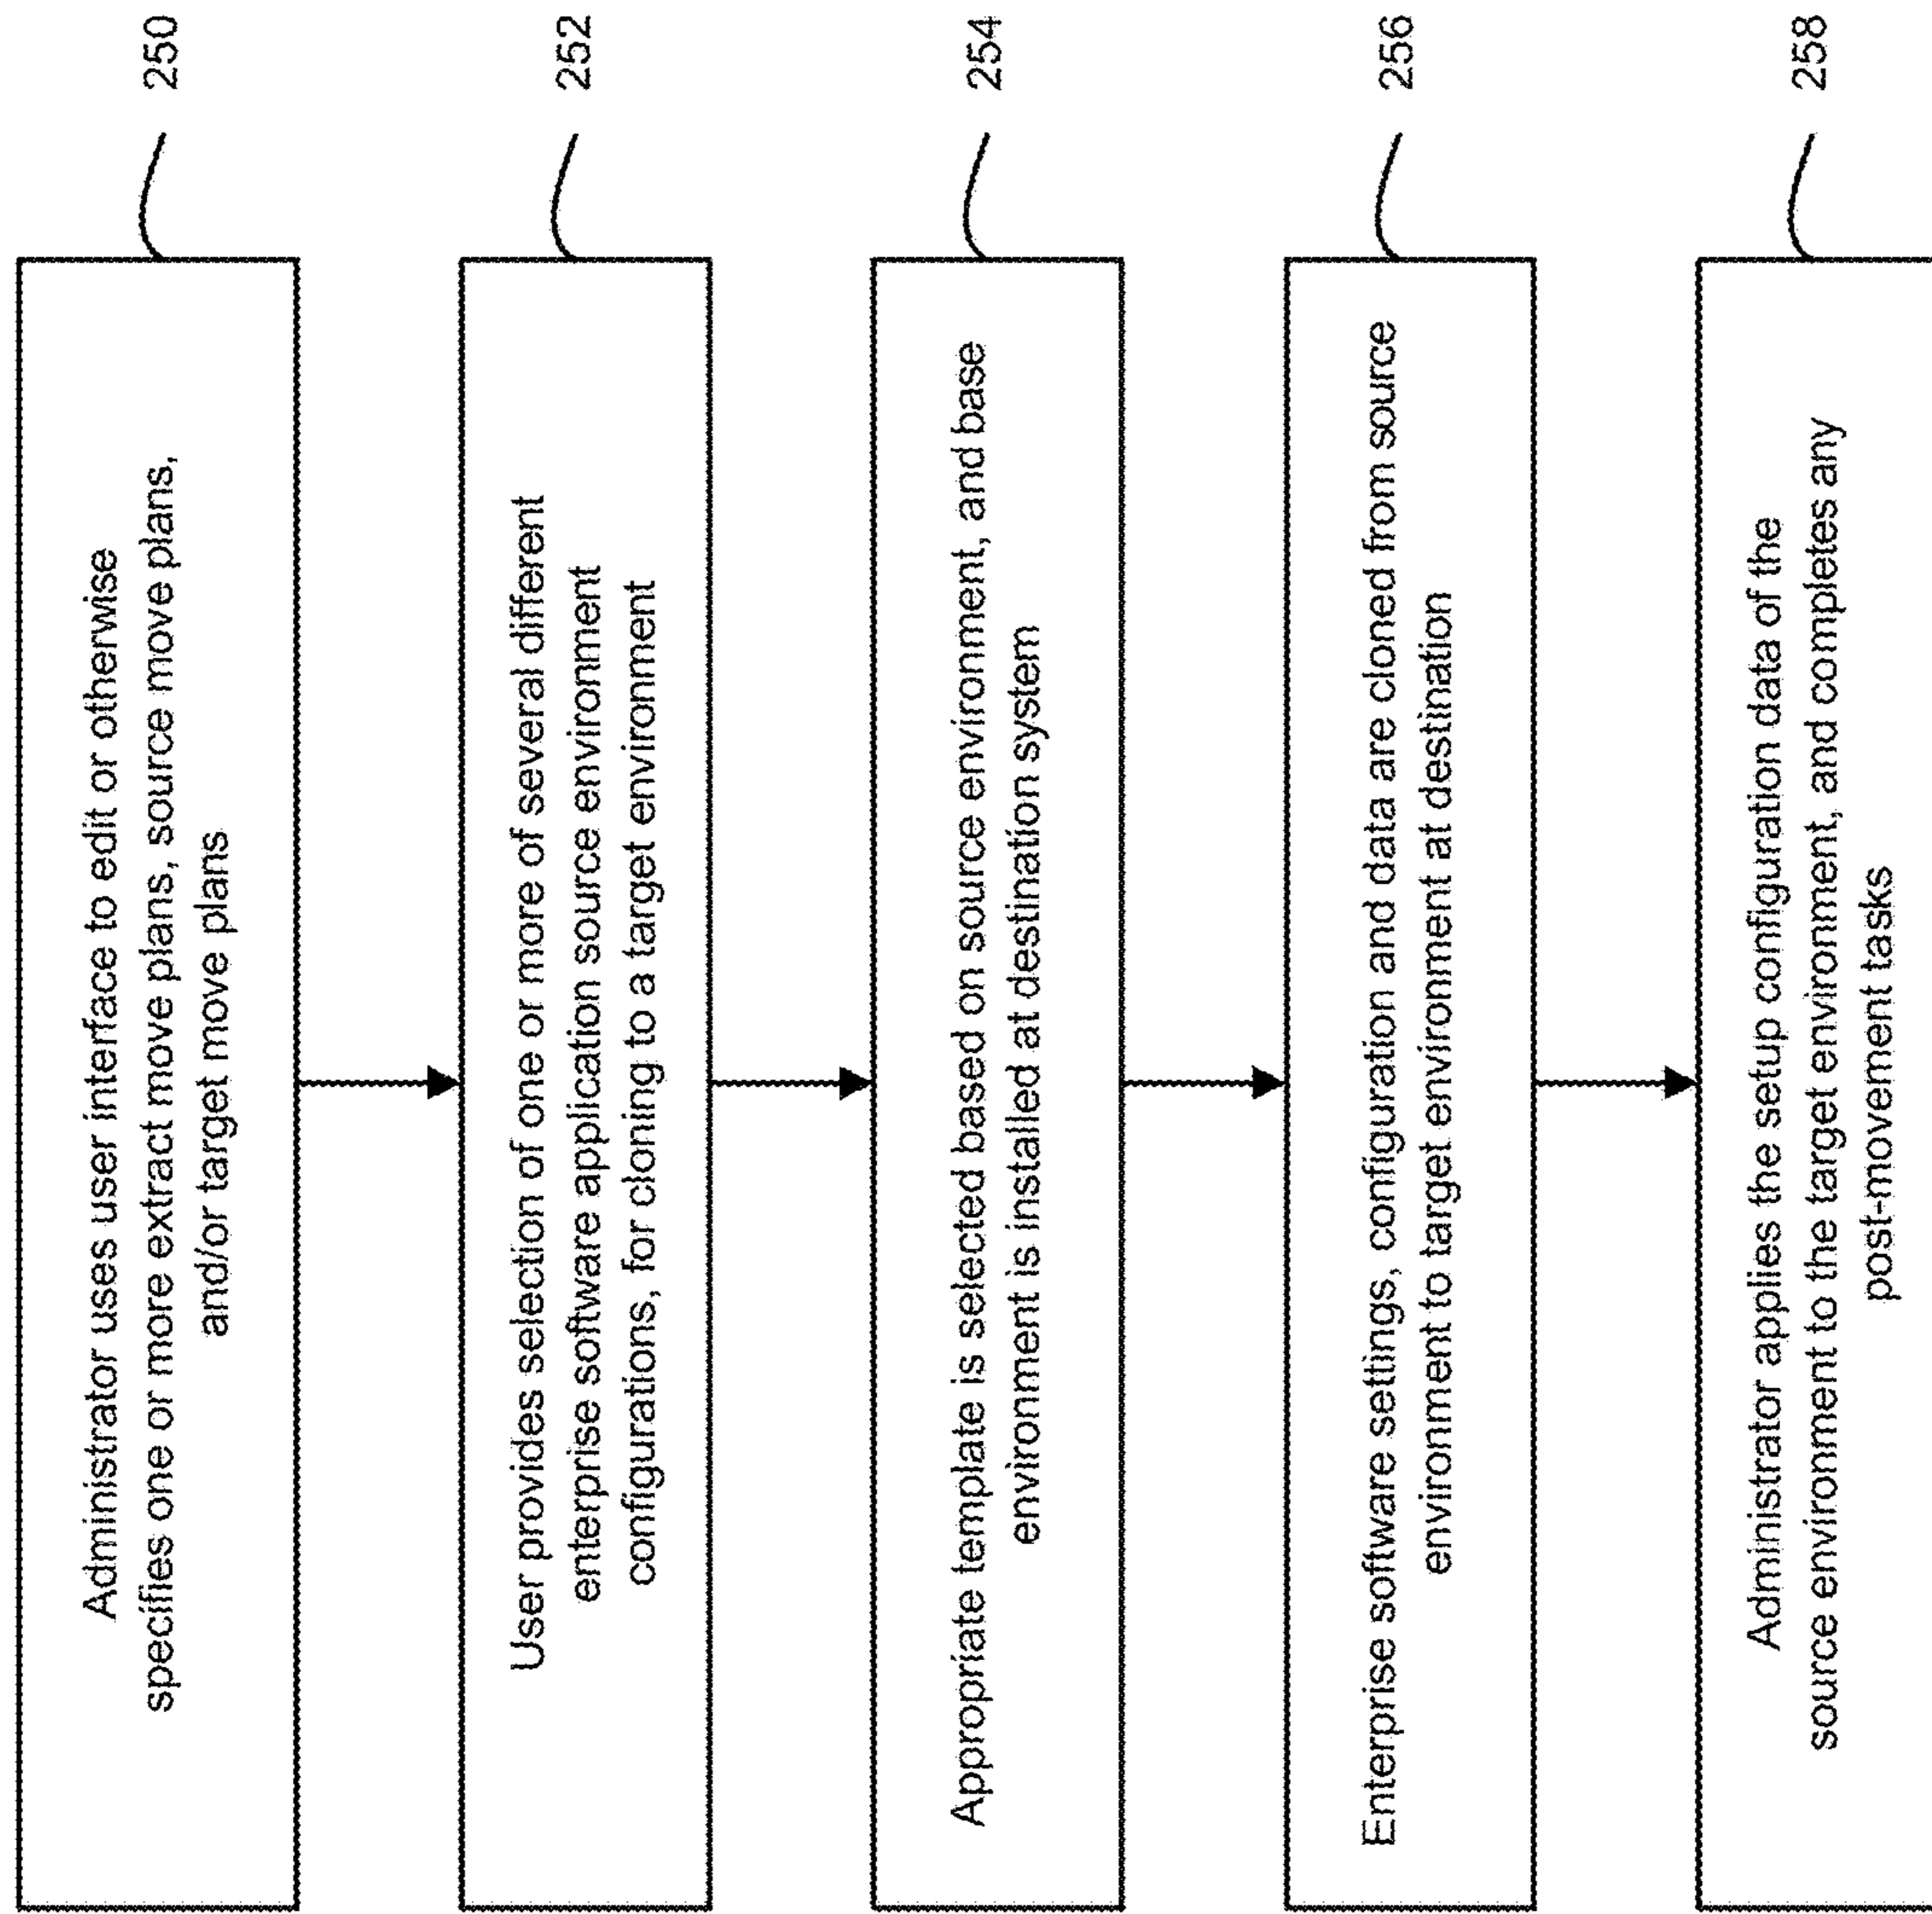 Administrator uses user interface to edit or otherwise
specifies one or more extract move plans, source move plans,
and/or target move plans
250
User provides selection of one or more of several different
enterprise software application source environment
configurations, for cloning to a target environment
252
Appropriate template is selected based on source environment, and base
environment is installed at destination system
254
Enterprise software settings, configuration and data are cloned from source
environment to target environment at destination
256
Administrator applies the setup configuration data of the
source environment to the target environment, and completes any
post-movement tasks
258